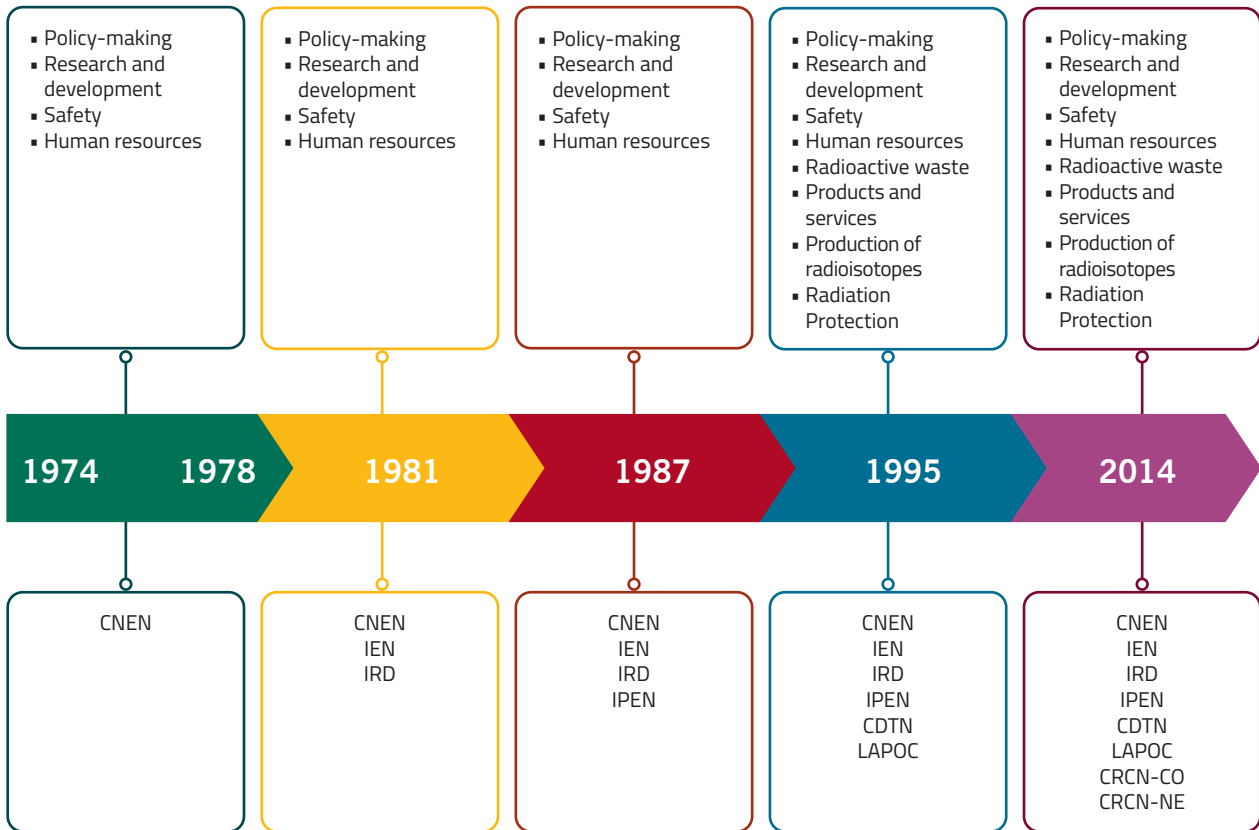 ▪ Policy-making
▪ Research and
development
▪ Safety
▪ Human resources
▪ Policy-making
▪ Research and
development
▪ Safety
▪ Human resources
▪ Policy-making
▪ Research and
development
▪ Safety
▪ Human resources
▪ Policy-making
▪ Research and
development
▪ Safety
▪ Human resources
▪ Radioactive waste
▪ Products and
services
▪ Production of
radioisotopes
▪ Radiation
Protection
▪ Policy-making
▪ Research and
development
▪ Safety
▪ Human resources
▪ Radioactive waste
▪ Products and
services
▪ Production of
radioisotopes
▪ Radiation
Protection
1974 1978 1981 1987 1995 2014
CNEN
CNEN
IEN
IRD
CNEN
IEN
IRD
IPEN
CNEN
IEN
IRD
IPEN
CDTN
LAPOC
CNEN
IEN
IRD
IPEN
CDTN
LAPOC
CRCN-CO
CRCN-NE